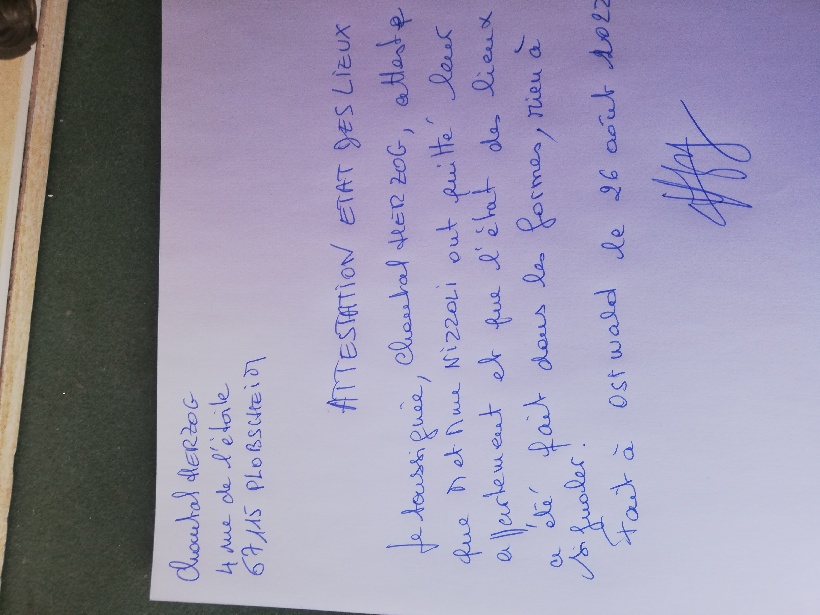 Chantal HERZOG
4 rue de l'étoile
67115 PLOBSCHEIM
ATTESTATION ETAT DES LIEUX
Je soussignée, Chantal HERZOG, atteste
que M et Mme NIZZOLI ont quitté leur
appartement et que l'état des lieux
a été fait dans les formes, rien à
signaler.
Fait à OSTWALD le 26 août 2022